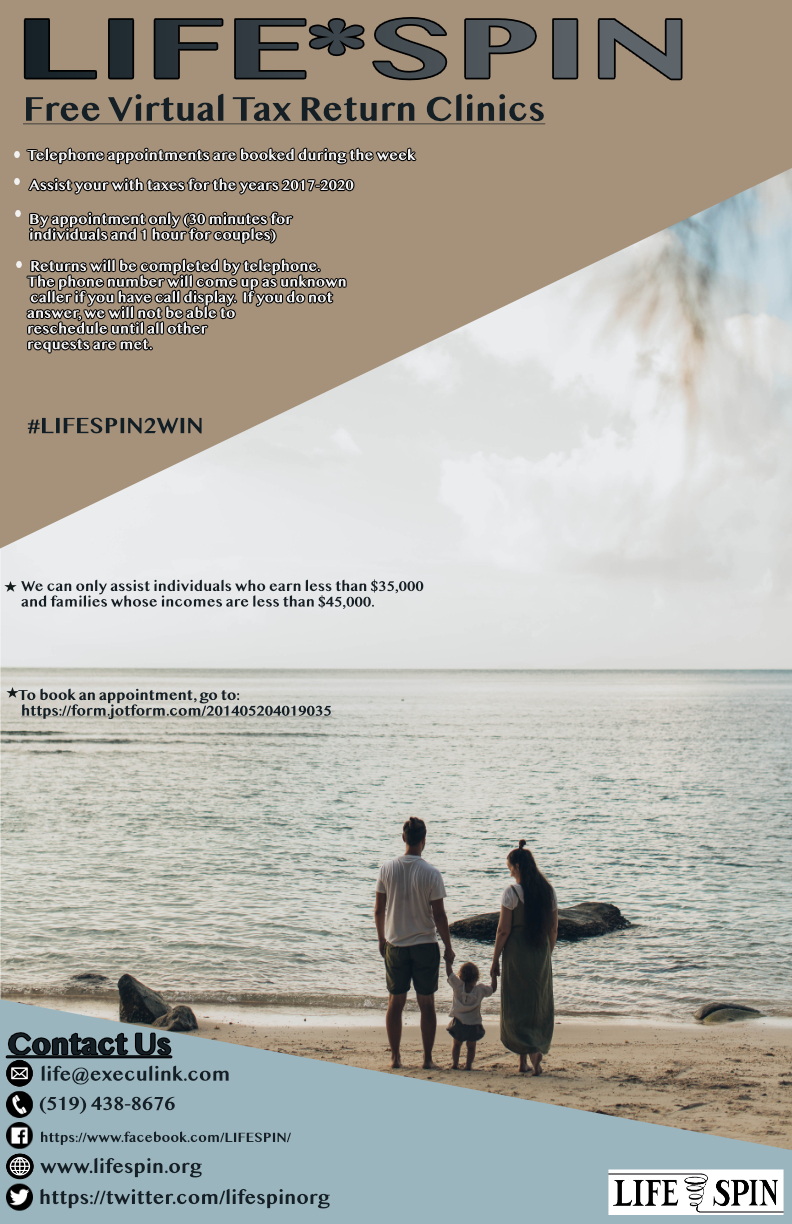 LIFE*SPIN
Free Virtual Tax Return Clinics
• Telephone appointments are booked during the week
• Assist your with taxes for the years 2017-2020
• By appointment only (30 minutes for
individuals and 1 hour for couples)
• Returns will be completed by telephone.
The phone number will come up as unknown
caller if you have call display. If you do not
answer, we will not be able to
reschedule until all other
requests are met.
#LIFESPIN2WIN
★ We can only assist individuals who earn less than $35,000
and families whose incomes are less than $45,000.
★To book an appointment, go to:
https://form.jotform.com/201405204019035
Contact Us
life@execulink.com
(519) 438-8676
https://www.facebook.com/LIFESPIN/
www.lifespin.org
https://twitter.com/lifespinorg
LIFE SPIN